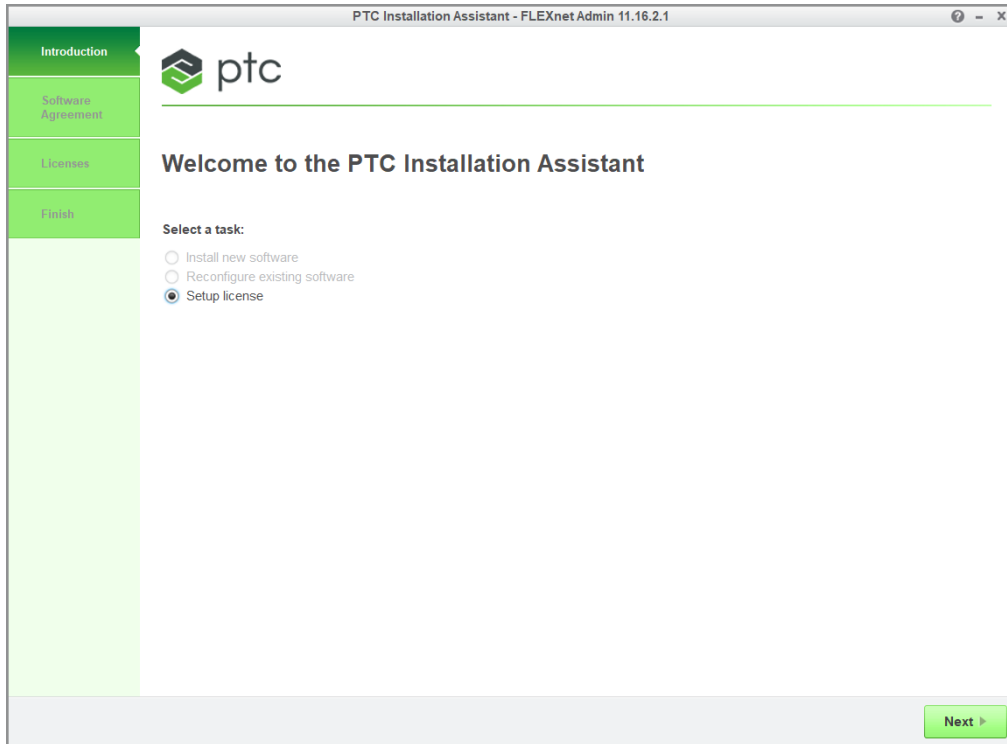 PTC Installation Assistant - FLEXnet Admin 11.16.2.1
Introduction
Software
Agreement
Licenses
Finish
ptc
Welcome to the PTC Installation Assistant
Select a task:
Install new software
Reconfigure existing software
Setup license
Next